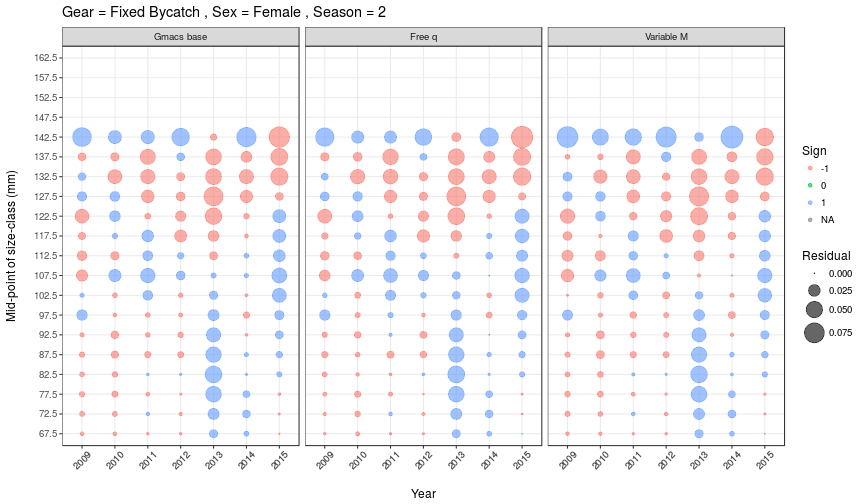 Gear = Fixed Bycatch , Sex = Female , Season = 2
Gmacs base
Free q
Variable M
Mid-point of size-class (mm)
162.5
157.5
152.5
147.5
142.5
137.5
132.5
127.5
122.5
117.5
112.5
107.5
102.5
97.5
92.5
87.5
82.5
77.5
72.5
67.5
2009 2010 2011 2012 2013 2014 2015
2009 2010 2011 2012 2013 2014 2015
2009 2010 2011 2012 2013 2014 2015
Year
Sign
-1
0
1
NA
Residual
0.000
0.025
0.050
0.075